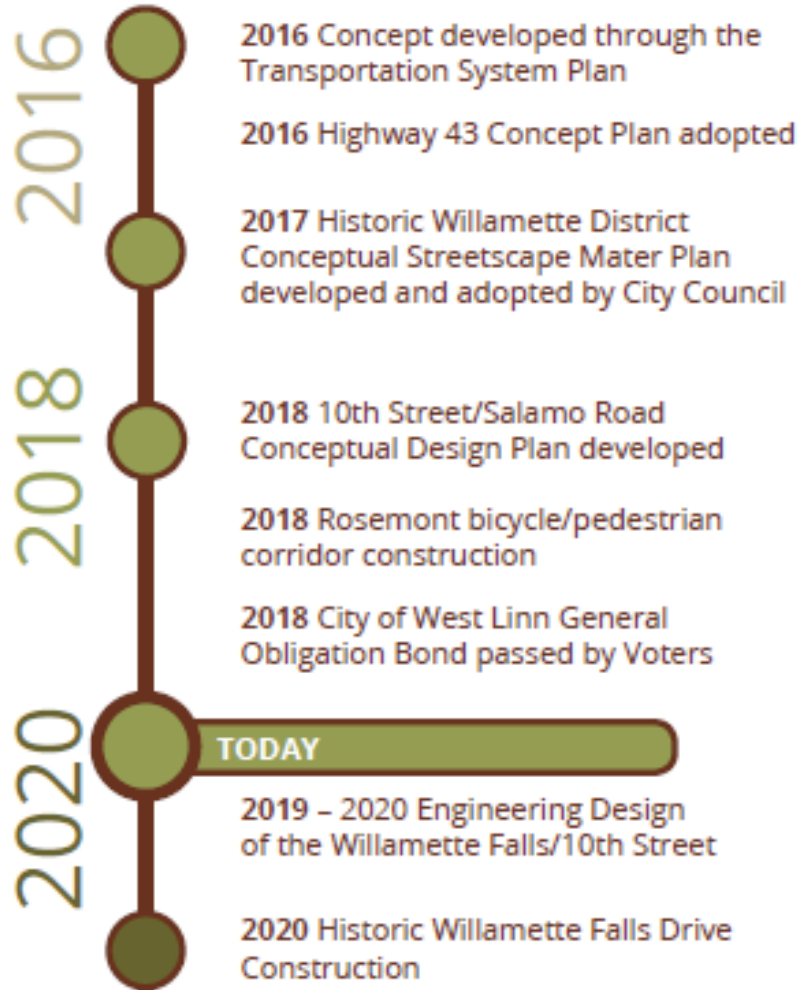 2016
2016 Concept developed through the
Transportation System Plan
2016 Highway 43 Concept Plan adopted
2017 Historic Willamette District
Conceptual Streetscape Mater Plan
developed and adopted by City Council
2018
2018 10th Street/Salamo Road
Conceptual Design Plan developed
2018 Rosemont bicycle/pedestrian
corridor construction
2018 City of West Linn General
Obligation Bond passed by Voters
2020
TODAY
2019 – 2020 Engineering Design
of the Willamette Falls/10th Street
2020 Historic Willamette Falls Drive
Construction